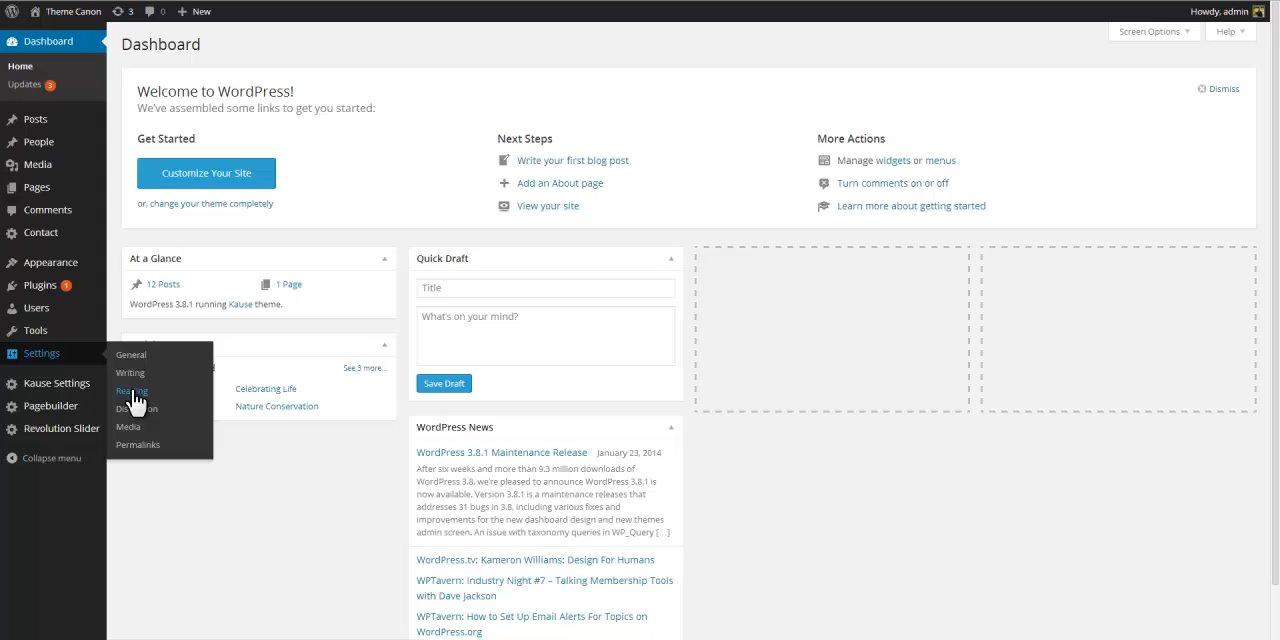 Theme Canon 3 0 New Howdy, admin
Dashboard
Home
Updates 3
Posts
People
Media
Pages
Comments
Contact
Appearance
Plugins 1
Users
Tools
Settings
Kause Settings
Pagebuilder
Revolution Slider
Collapse menu
General
Writing
Media
Permalinks
Dashboard
Screen Options Help
Welcome to WordPress!
We've assembled some links to get you started:
Dismiss
Get Started
Customize Your Site
or, change your theme completely
Next Steps
Write your first blog post
Add an About page
View your site
More Actions
Manage widgets or menus
Turn comments on or off
Learn more about getting started
At a Glance
12 Posts 1 Page
WordPress 3.8.1 running Kause theme.
See 3 more...
Celebrating Life
Nature Conservation
Quick Draft
Title
What's on your mind?
Save Draft
WordPress News
WordPress 3.8.1 Maintenance Release January 23, 2014
After six weeks and more than 9.3 million downloads of
WordPress 3.8, we're pleased to announce WordPress 3.8.1 is
now available. Version 3.8.1 is a maintenance releases that
addresses 31 bugs in 3.8, including various fixes and
improvements for the new dashboard design and new themes
admin screen. An issue with taxonomy queries in WP_Query [...]
WordPress.tv: Kameron Williams: Design For Humans
WPTavern: Industry Night #7 – Talking Membership Tools
with Dave Jackson
WPTavern: How to Set Up Email Alerts For Topics on
WordPress.org